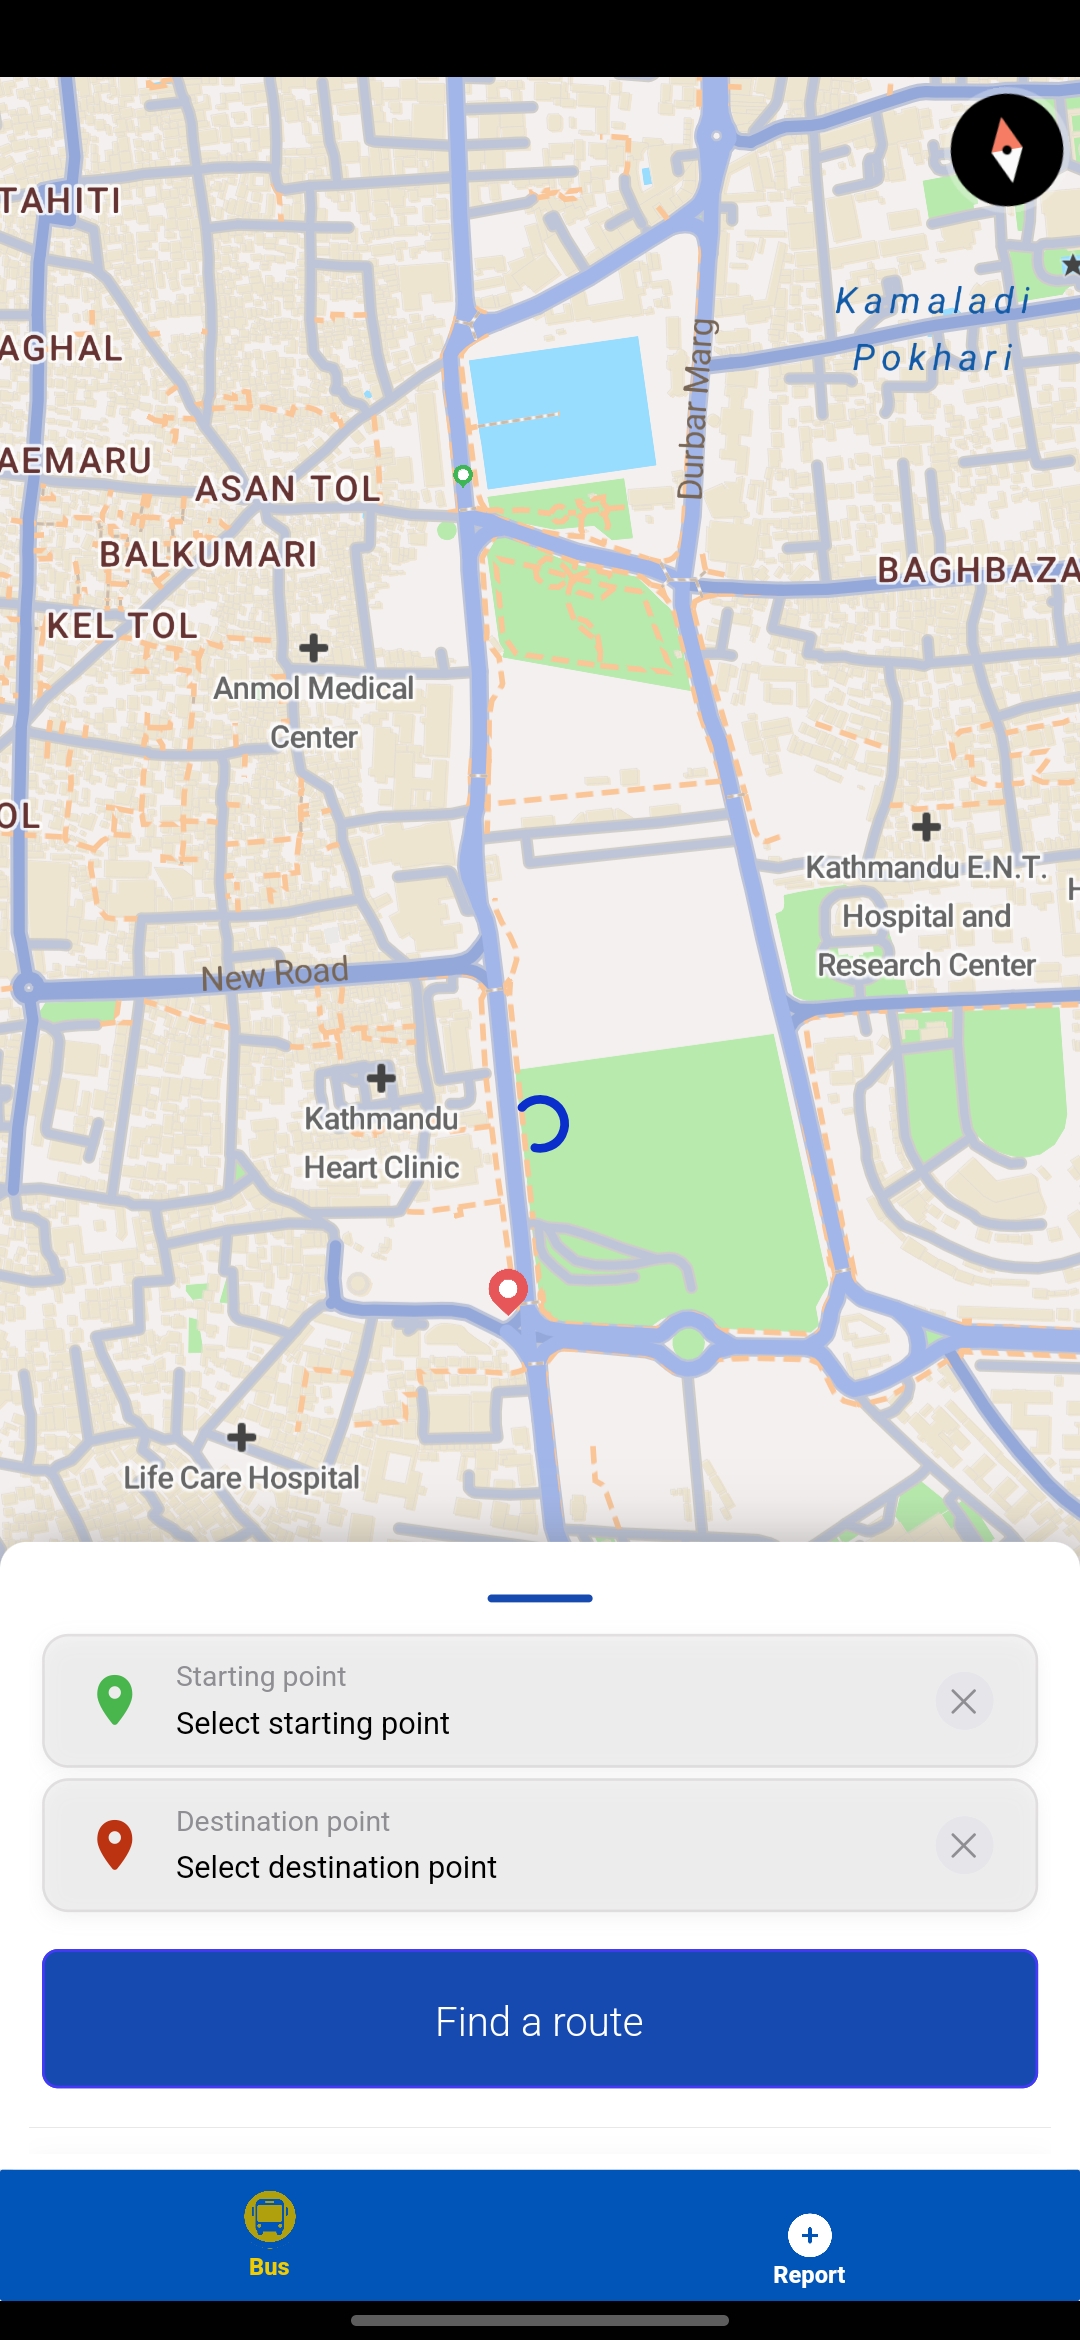 TAHITI
Kamaladi
Pokhari
AGHAL
Durbar Marg
AEMARU
ASAN TOL
BALKUMARI
BAGHBAZA
KEL TOL
Anmol Medical
Center
OL
Kathmandu E.N.T.
Hospital and
Research Center
H
New Road
Kathmandu
Heart Clinic
Life Care Hospital
Starting point
Select starting point
Destination point
Select destination point
Find a route
Bus
Report